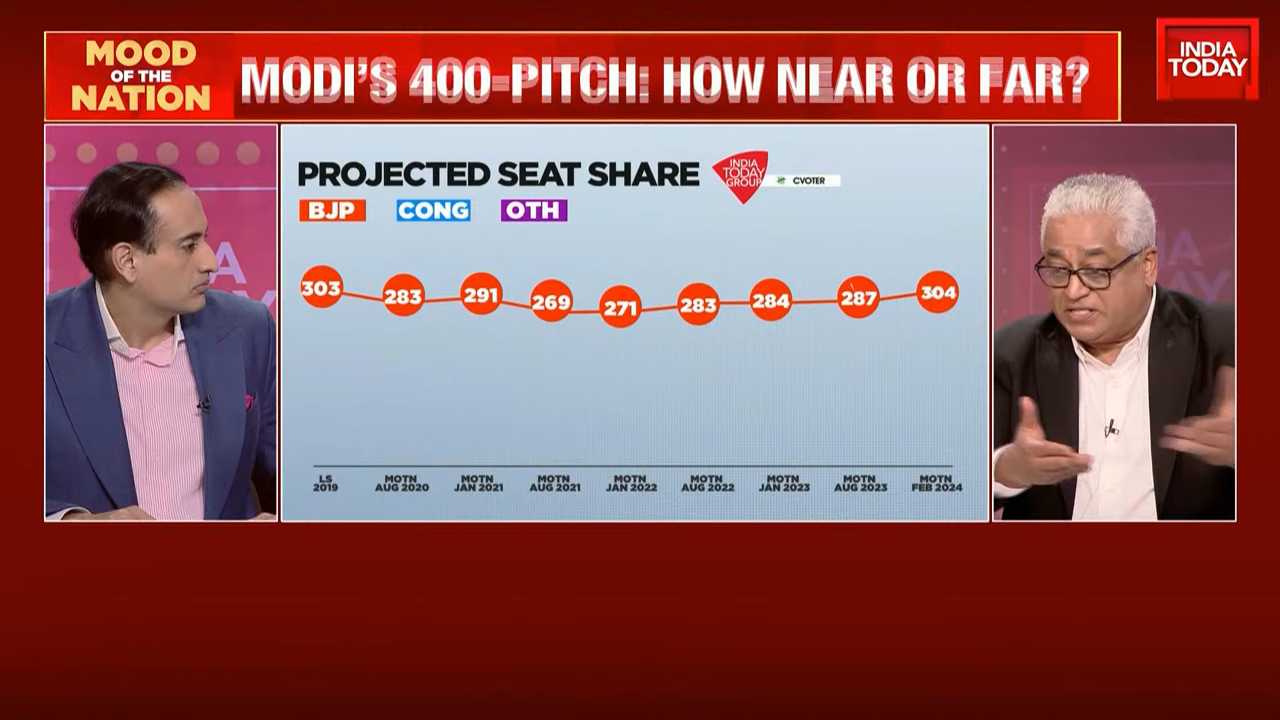 MOOD
OF THE
NATION
MODI'S 400-PITCH: HOW NEAR OR FAR?
INDIA
TODAY
PROJECTED SEAT SHARE
INDIA
TODAY
GROUP
CVOTER
BJP CONG OTH
303 283 291 269 271 283 284 287 304
LS
2019
MOTN
AUG 2020
MOTN
JAN 2021
MOTN
AUG 2021
MOTN
JAN 2022
MOTN
AUG 2022
MOTN
JAN 2023
MOTN
AUG 2023
MOTN
FEB 2024